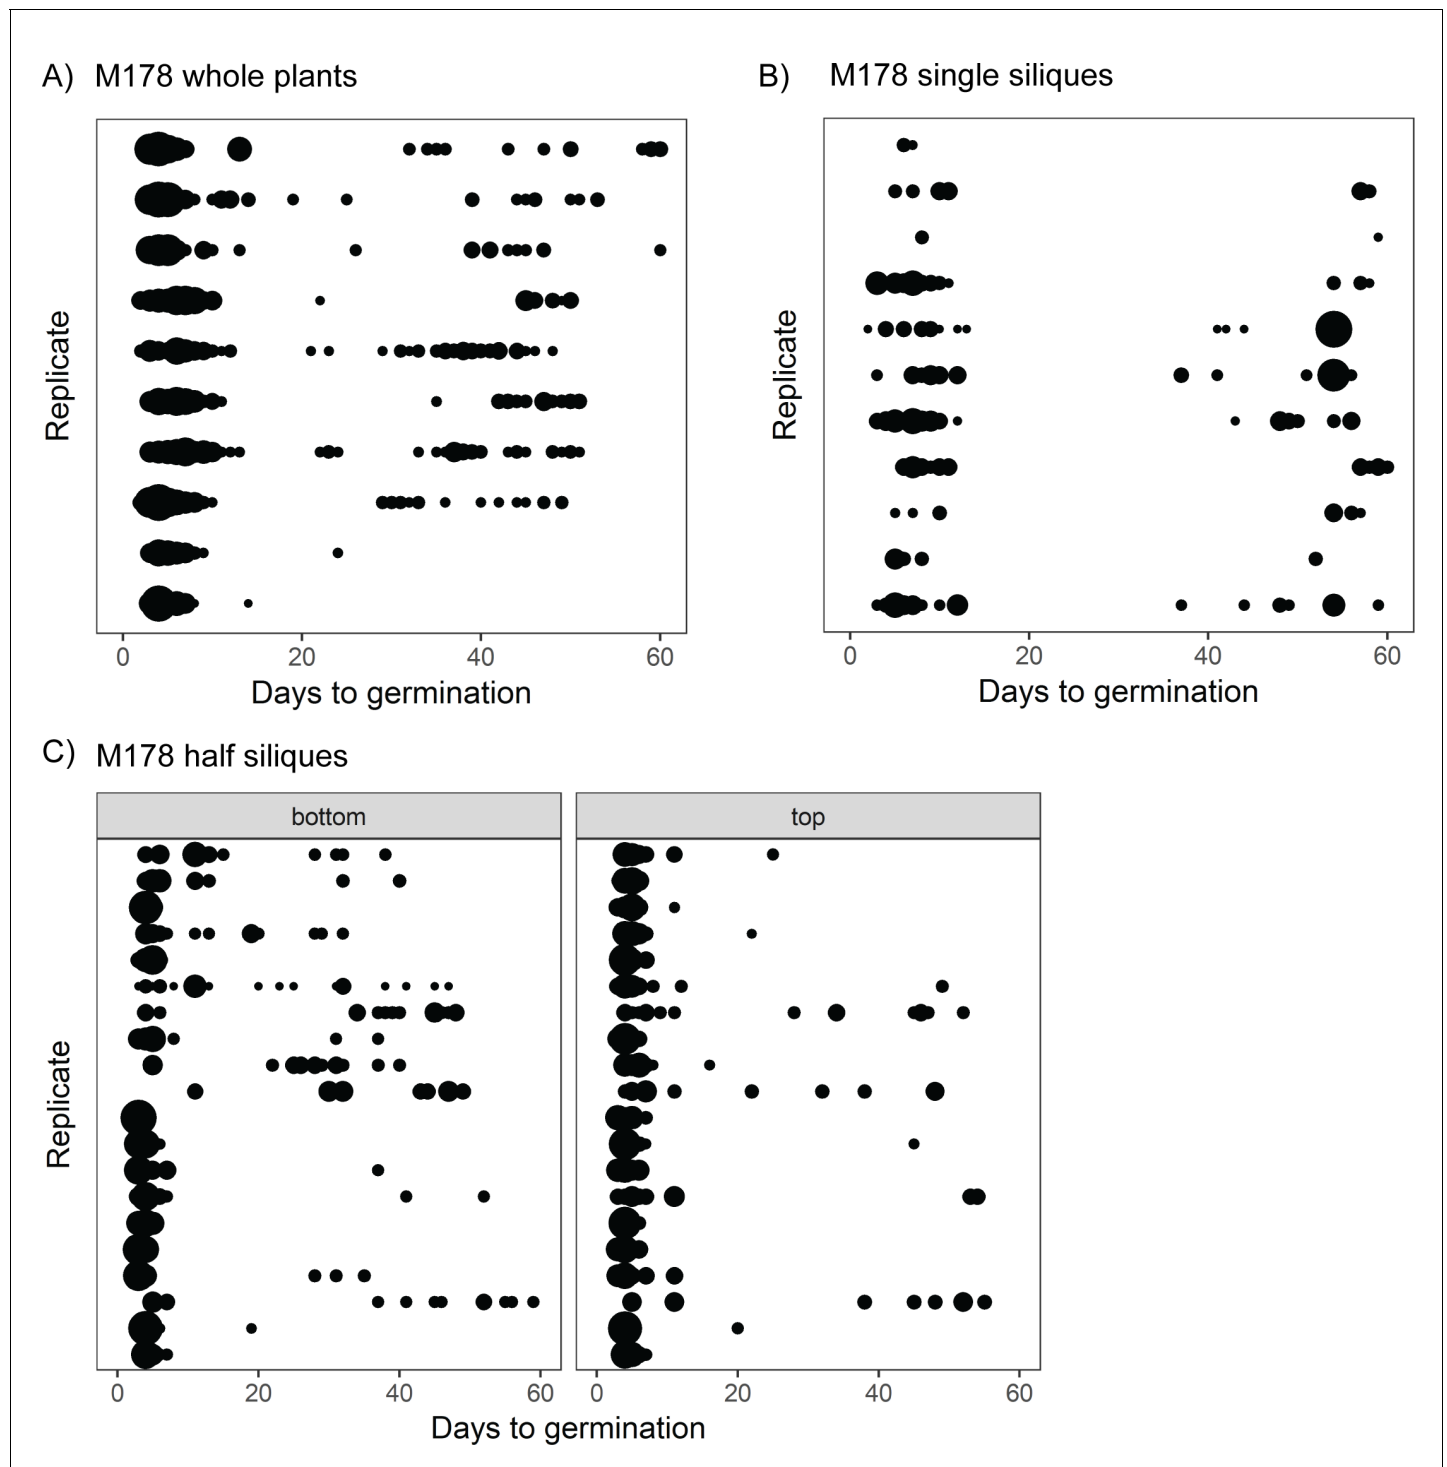 A) M178 whole plants
Replicate
0 20 40 60
Days to germination
B) M178 single siliques
Replicate
0 20 40 60
Days to germination
C) M178 half siliques
bottom top
Replicate
0 20 40 60 0 20 40 60
Days to germination